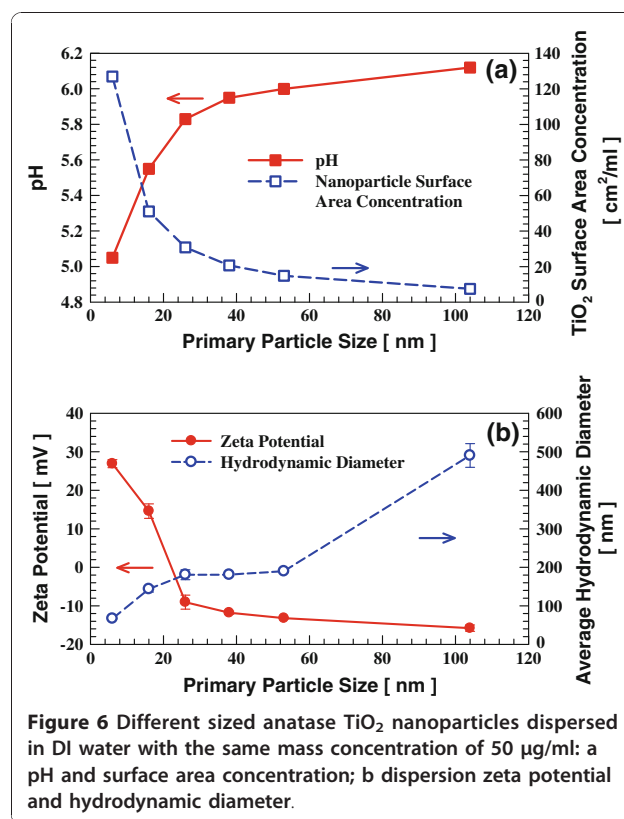 6.2
6.0
5.8
5.6
5.4
5.2
5.0
4.8
pH
(a)
pH
Nanoparticle Surface
Area Concentration
140
120
100
80
60
40
20
0
TiO₂ Surface Area Concentration
[ cm²/ml ]
0 20 40 60 80 100 120
Primary Particle Size [ nm ]
40
30
20
10
0
-10
-20
Zeta Potential [ mV ]
(b)
Zeta Potential
Hydrodynamic Diameter
600
500
400
300
200
100
0
Average Hydrodynamic Diameter
[ nm ]
0 20 40 60 80 100 120
Primary Particle Size [ nm ]
Figure 6 Different sized anatase TiO₂ nanoparticles dispersed
in DI water with the same mass concentration of 50 μg/ml: a
pH and surface area concentration; b dispersion zeta potential
and hydrodynamic diameter.